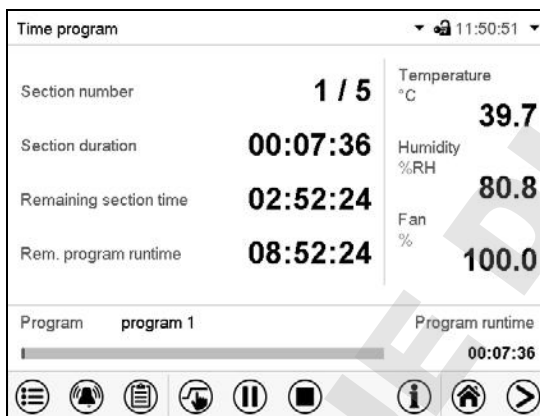 Time program 11:50:51
Section number 1 / 5
Section duration 00:07:36
Remaining section time 02:52:24
Rem. program runtime 08:52:24
Temperature
°C
39.7
Humidity
%RH
80.8
Fan
%
100.0
Program program 1 Program runtime
00:07:36